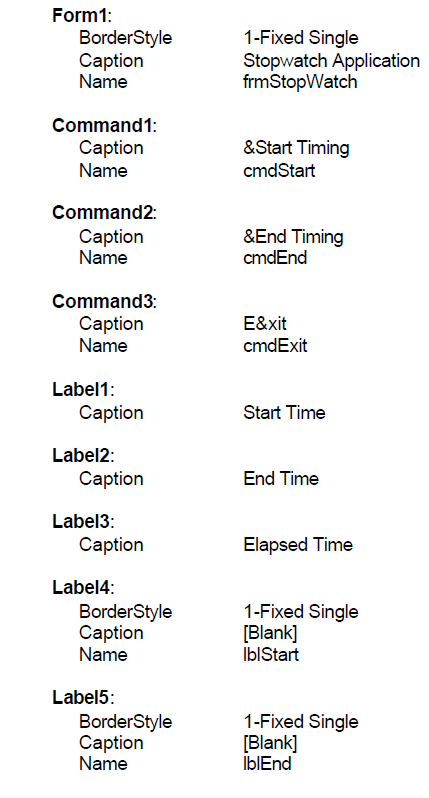 Form1:
BorderStyle 1-Fixed Single
Caption Stopwatch Application
Name frmStopWatch
Command1:
Caption &Start Timing
Name cmdStart
Command2:
Caption &End Timing
Name cmdEnd
Command3:
Caption E&xit
Name cmdExit
Label1:
Caption Start Time
Label2:
Caption End Time
Label3:
Caption Elapsed Time
Label4:
BorderStyle 1-Fixed Single
Caption [Blank]
Name lblStart
Label5:
BorderStyle 1-Fixed Single
Caption [Blank]
Name lblEnd